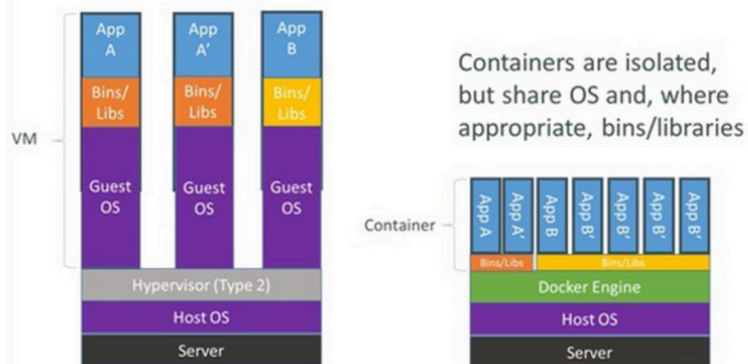 App
A
App
A'
App
B
Bins/
Libs
Bins/
Libs
Bins/
Libs
VM
Guest
OS
Guest
OS
Guest
OS
Hypervisor (Type 2)
Host OS
Server
Containers are isolated,
but share OS and, where
appropriate, bins/libraries
Container
App A
App A'
App B
App B'
App B'
App B'
App B'
Bins/Libs
Bins/Libs
Docker Engine
Host OS
Server